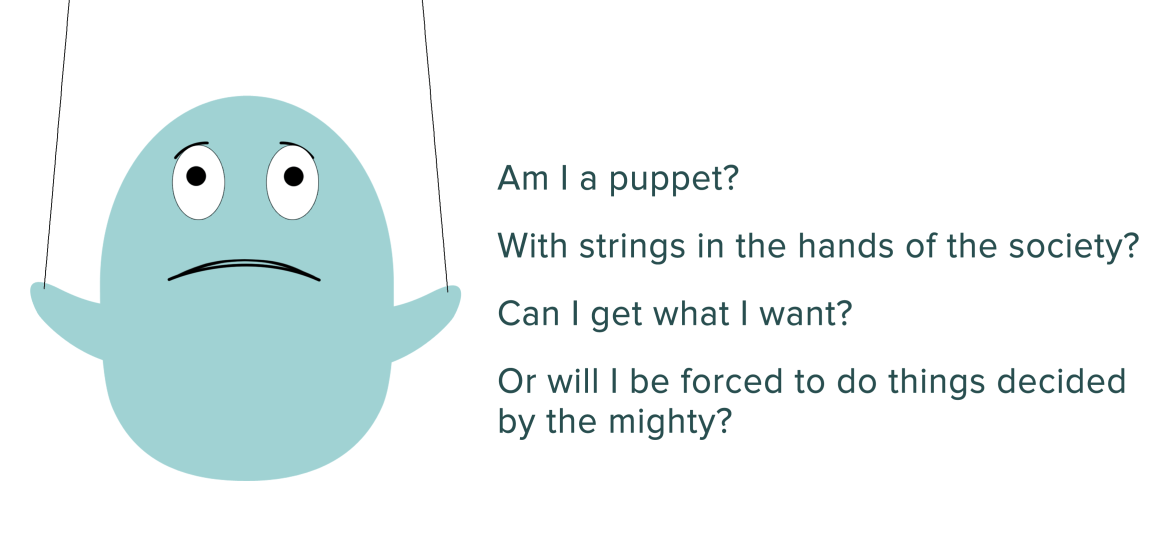 Am I a puppet?
With strings in the hands of the society?
Can I get what I want?
Or will I be forced to do things decided
by the mighty?